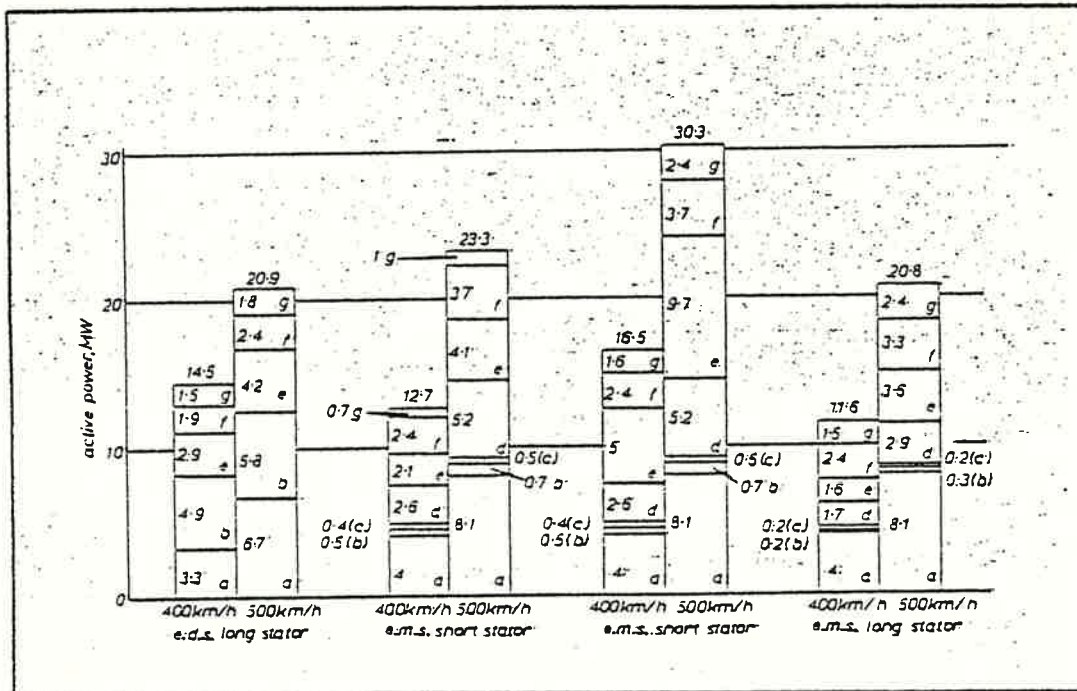 active power, MW
30
20
10
0
14.5
1.5 g
1.9 f
2.9 e
4.9 b
3.3 a
20.9
1.8 g
2.4 f
4.2 e
5.8 b
6.7 a
12.7
0.7 g
2.4 f
2.1 e
2.6 d
0.4(c)
0.5(b)
4 a
23.3
1 g
3.7 f
4.1 e
5.2 d
0.5(c)
0.7 b
8.1 a
16.5
1.6 g
2.4 f
5 e
2.6 d
0.4(c)
0.5(b)
4 a
30.3
2.4 g
3.7 f
9.7 e
5.2 d
0.5(c)
0.7 b
8.1 a
11.6
1.5 g
2.4 f
1.6 e
1.7 d
0.2(c)
0.2(b)
4 a
20.8
2.4 g
3.3 f
3.5 e
2.9 d
0.2(c)
0.3(b)
8.1 a
400km/h 500km/h
e.d.s. long stator
400km/h 500km/h
e.m.s. short stator
400km/h 500km/h
e.m.s. short stator
400km/h 500km/h
e.m.s. long stator